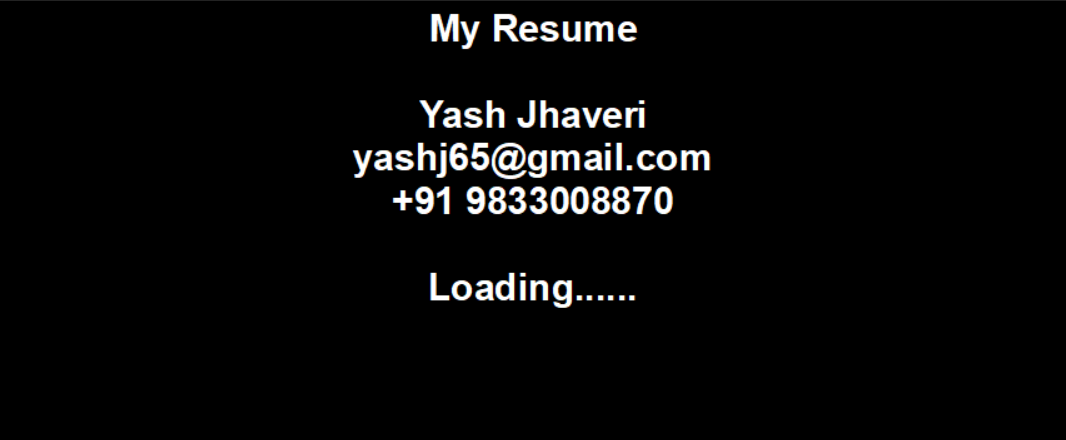 My Resume
Yash Jhaveri
yashj65@gmail.com
+91 9833008870
Loading......